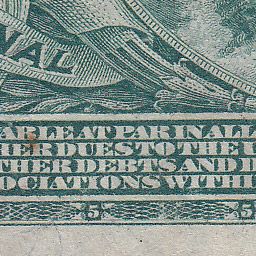 NAL
ABLE AT PAR IN ALL
HER DUES TO THE U
THER DEBTS AND D
OCIATIONS WITHI
5 5